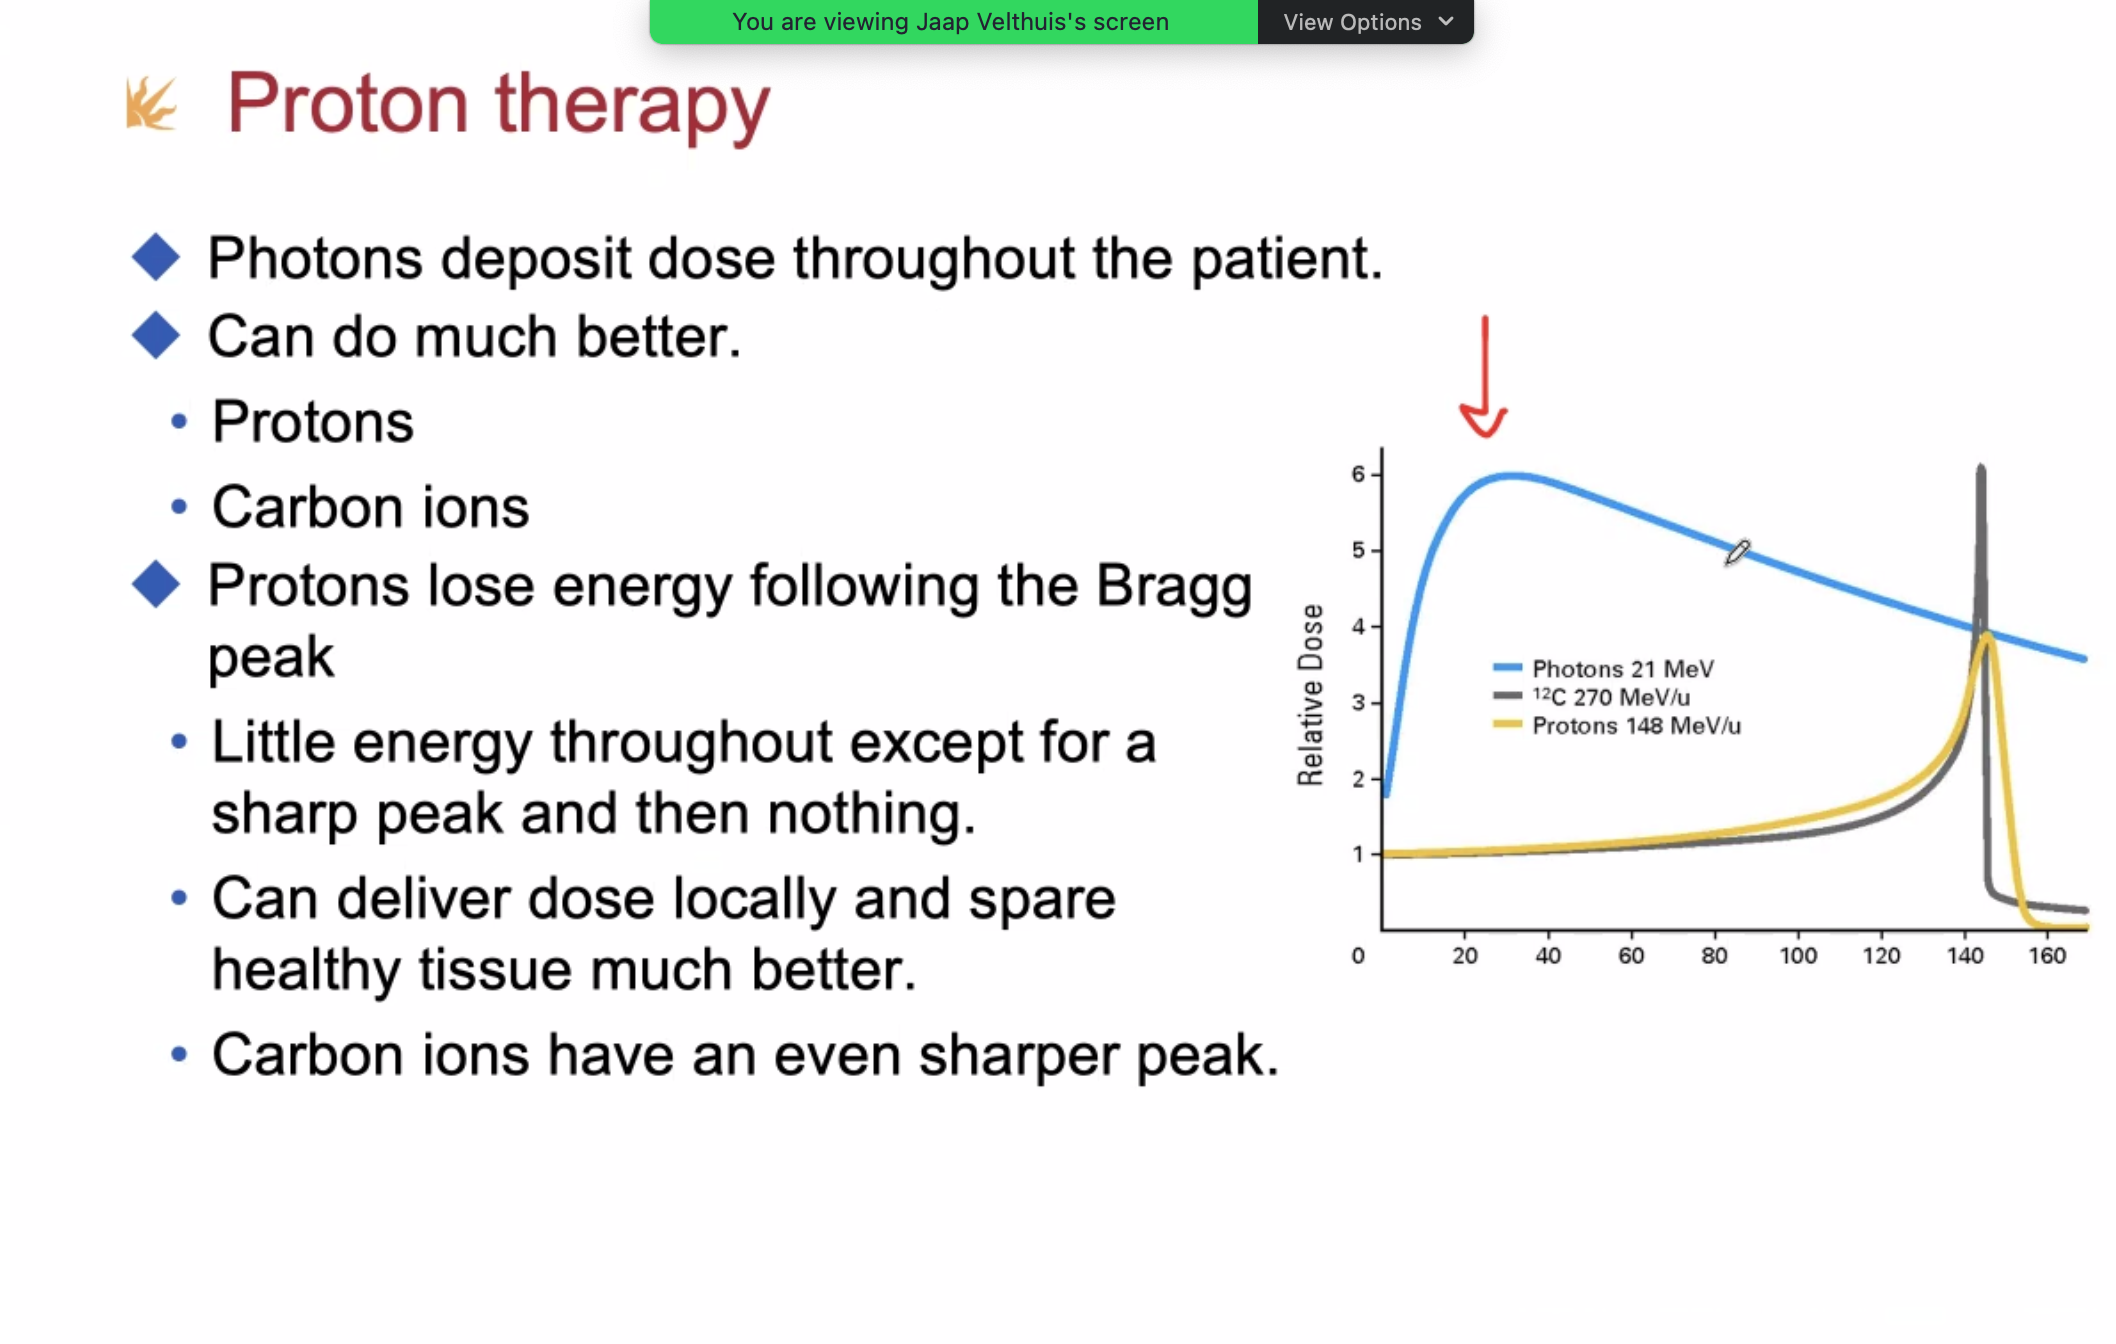 You are viewing Jaap Velthuis's screen
View Options
Proton therapy
Photons deposit dose throughout the patient.
Can do much better.
Protons
Carbon ions
Protons lose energy following the Bragg
peak
Little energy throughout except for a
sharp peak and then nothing.
Can deliver dose locally and spare
healthy tissue much better.
Carbon ions have an even sharper peak.
Relative Dose
6
5
4
3
2
1
Photons 21 MeV
¹²C 270 MeV/u
Protons 148 MeV/u
0 20 40 60 80 100 120 140 160